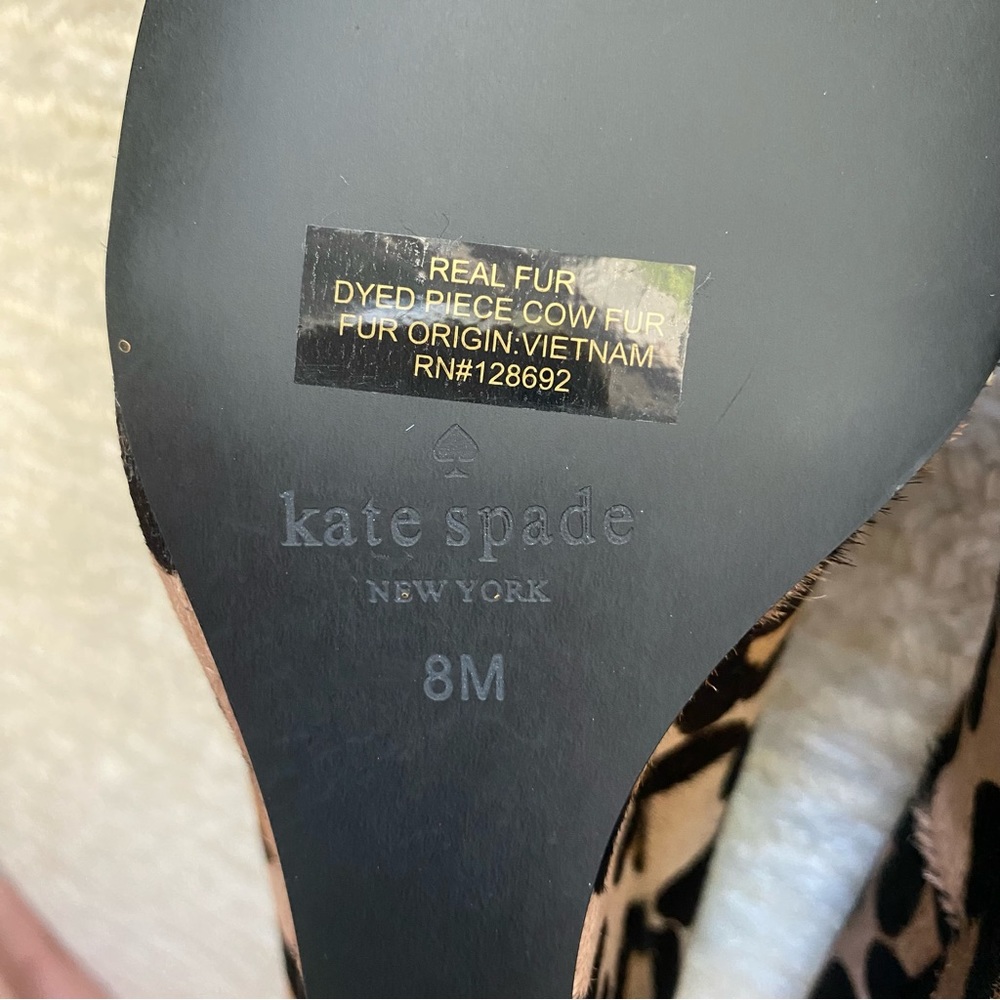 REAL FUR
DYED PIECE COW FUR
FUR ORIGIN:VIETNAM
RN#128692
kate spade
NEW YORK
8M